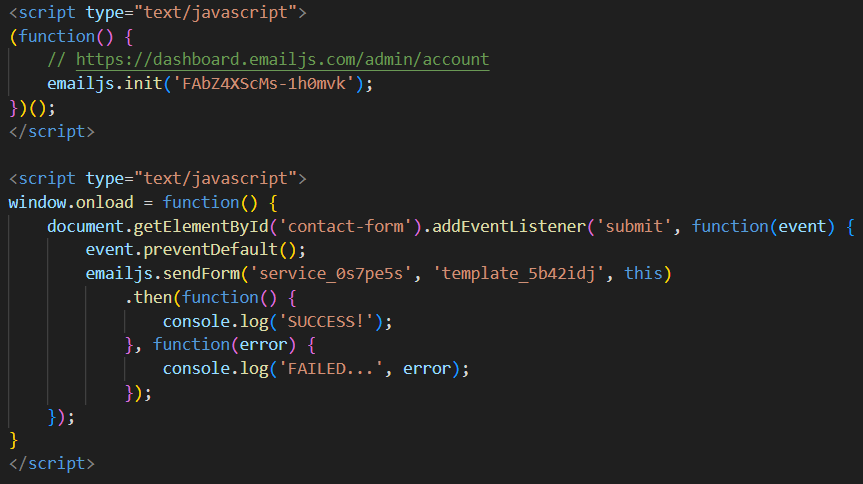 <script type="text/javascript">
(function() {
// https://dashboard.emailjs.com/admin/account
emailjs.init('FAbZ4XScMs-1h0mvk');
})();
</script>
<script type="text/javascript">
window.onload = function() {
document.getElementById('contact-form').addEventListener('submit', function(event) {
event.preventDefault();
emailjs.sendForm('service_0s7pe5s', 'template_5b42idj', this)
.then(function() {
console.log('SUCCESS!');
}, function(error) {
console.log('FAILED...', error);
});
});
}
</script>